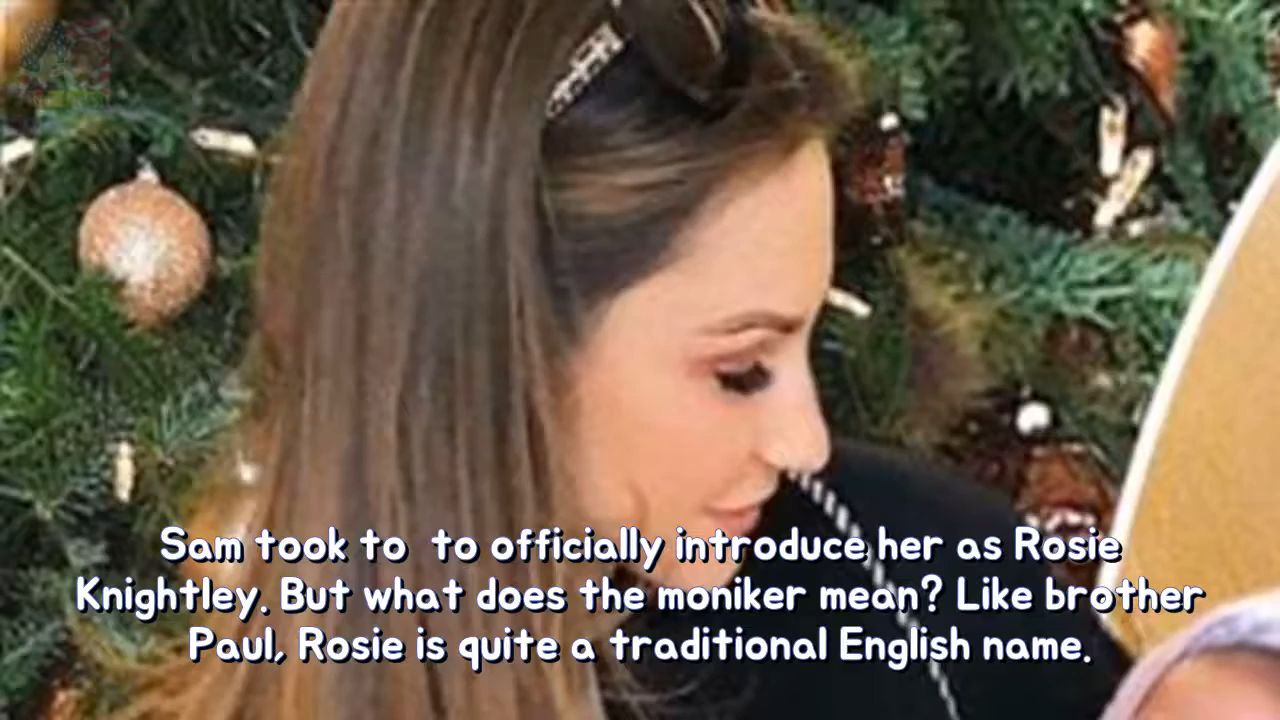 Sam took to  to officially introduce her as Rosie
Knightley. But what does the moniker mean? Like brother
Paul, Rosie is quite a traditional English name.